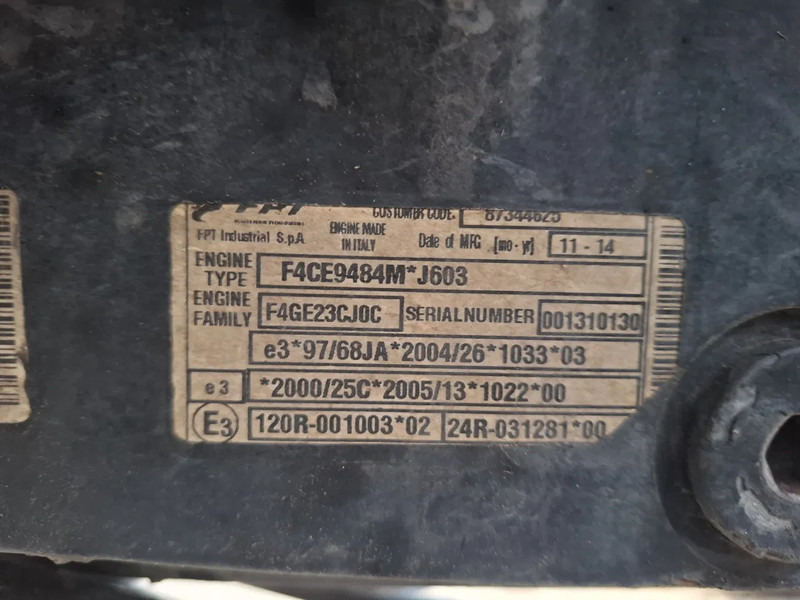 FPT CUSTOMER CODE. 87344625
FPT Industrial S.p.A ENGINE MADE IN ITALY Date of MFG. [mo-yr] 11-14
ENGINE TYPE F4CE9484M*J603
ENGINE FAMILY F4GE23CJ0C SERIAL NUMBER 001310130
e3*97/68JA*2004/26*1033*03
e3 *2000/25C*2005/13*1022*00
E3 120R-001003*02 24R-031281*00